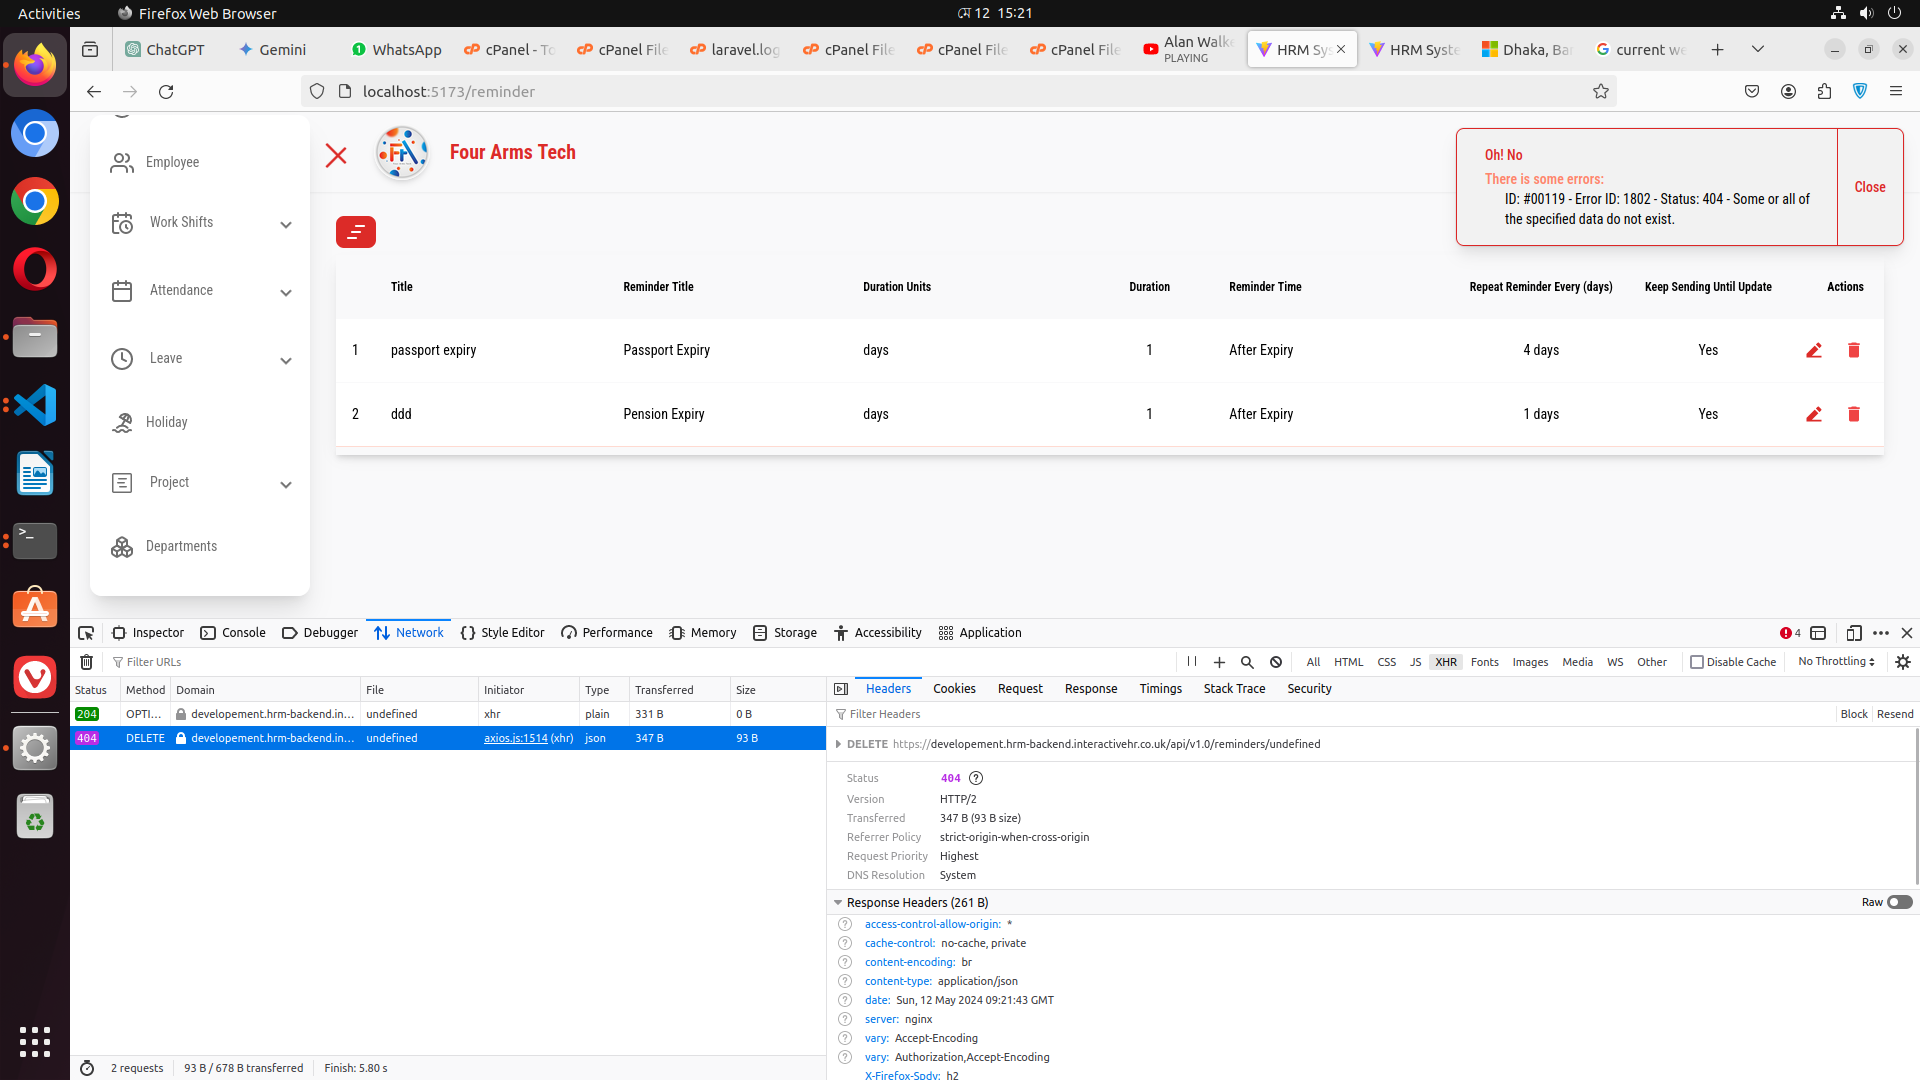 Activities
Firefox Web Browser
12 15:21
ChatGPT
Gemini
WhatsApp
cPanel - To
cPanel File
laravel.log
cPanel File
cPanel File
cPanel File
Alan Walke
PLAYING
HRM Sys
HRM Syste
Dhaka, Ban
current we
localhost:5173/reminder
Four Arms Tech
Oh! No
There is some errors:
ID: #00119 - Error ID: 1802 - Status: 404 - Some or all of
the specified data do not exist.
Close
Employee
Work Shifts
Attendance
Leave
Holiday
Project
Departments
Title
Reminder Title
Duration Units
Duration
Reminder Time
Repeat Reminder Every (days)
Keep Sending Until Update
Actions
1 passport expiry Passport Expiry days 1 After Expiry 4 days Yes
2 ddd Pension Expiry days 1 After Expiry 1 days Yes
Inspector
Console
Debugger
Network
Style Editor
Performance
Memory
Storage
Accessibility
Application
4
Filter URLs
All HTML CSS JS XHR Fonts Images Media WS Other
Disable Cache
No Throttling
Status Method Domain File Initiator Type Transferred Size
204 OPTI... developement.hrm-backend.in... undefined xhr plain 331 B 0 B
404 DELETE developement.hrm-backend.in... undefined axios.js:1514 (xhr) json 347 B 93 B
2 requests
93 B / 678 B transferred
Finish: 5.80 s
Headers Cookies Request Response Timings Stack Trace Security
Filter Headers
Block
Resend
DELETE https://developement.hrm-backend.interactivehr.co.uk/api/v1.0/reminders/undefined
Status 404
Version HTTP/2
Transferred 347 B (93 B size)
Referrer Policy strict-origin-when-cross-origin
Request Priority Highest
DNS Resolution System
Response Headers (261 B)
Raw
access-control-allow-origin: *
cache-control: no-cache, private
content-encoding: br
content-type: application/json
date: Sun, 12 May 2024 09:21:43 GMT
server: nginx
vary: Accept-Encoding
vary: Authorization,Accept-Encoding
X-Firefox-Spdy: h2